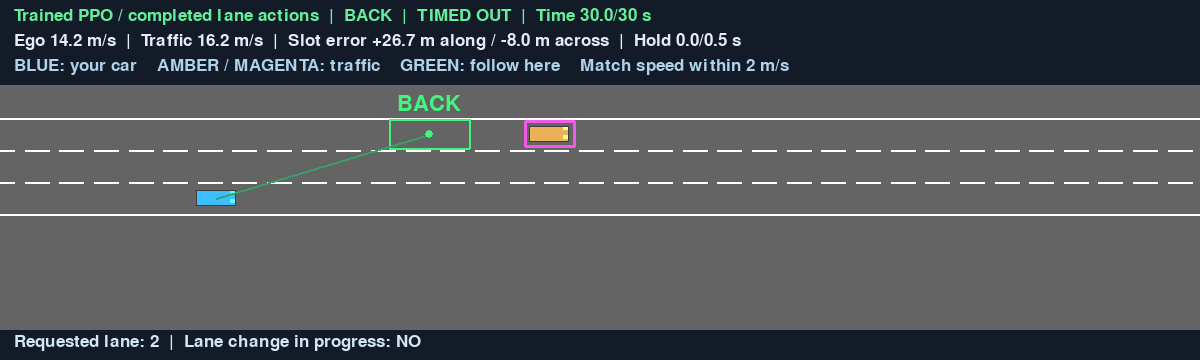 Trained PPO / completed lane actions | BACK | TIMED OUT | Time 30.0/30 s
Ego 14.2 m/s | Traffic 16.2 m/s | Slot error +26.7 m along / -8.0 m across | Hold 0.0/0.5 s
BLUE: your car AMBER / MAGENTA: traffic GREEN: follow here Match speed within 2 m/s
BACK
Requested lane: 2 | Lane change in progress: NO